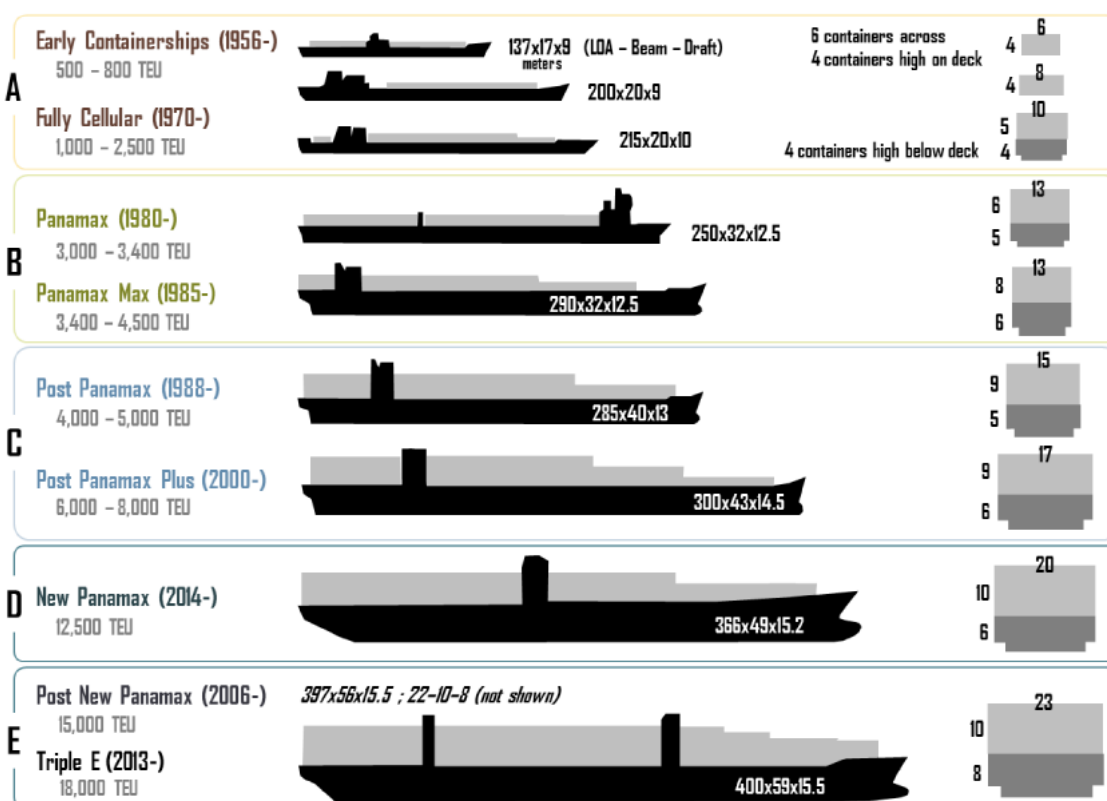 A
Early Containerships (1956-)
500 – 800 TEU
137x17x9 (LOA – Beam – Draft)
meters
6 containers across
4 containers high on deck
6
4
200x20x9
8
4
Fully Cellular (1970-)
1,000 – 2,500 TEU
215x20x10
4 containers high below deck
10
5
4
B
Panamax (1980-)
3,000 – 3,400 TEU
250x32x12.5
13
6
5
Panamax Max (1985-)
3,400 – 4,500 TEU
290x32x12.5
13
8
6
C
Post Panamax (1988-)
4,000 – 5,000 TEU
285x40x13
15
9
5
Post Panamax Plus (2000-)
6,000 – 8,000 TEU
300x43x14.5
17
9
6
D
New Panamax (2014-)
12,500 TEU
366x49x15.2
20
10
6
E
Post New Panamax (2006-)
15,000 TEU
397x56x15.5 ; 22–10–8 (not shown)
Triple E (2013-)
18,000 TEU
400x59x15.5
23
10
8